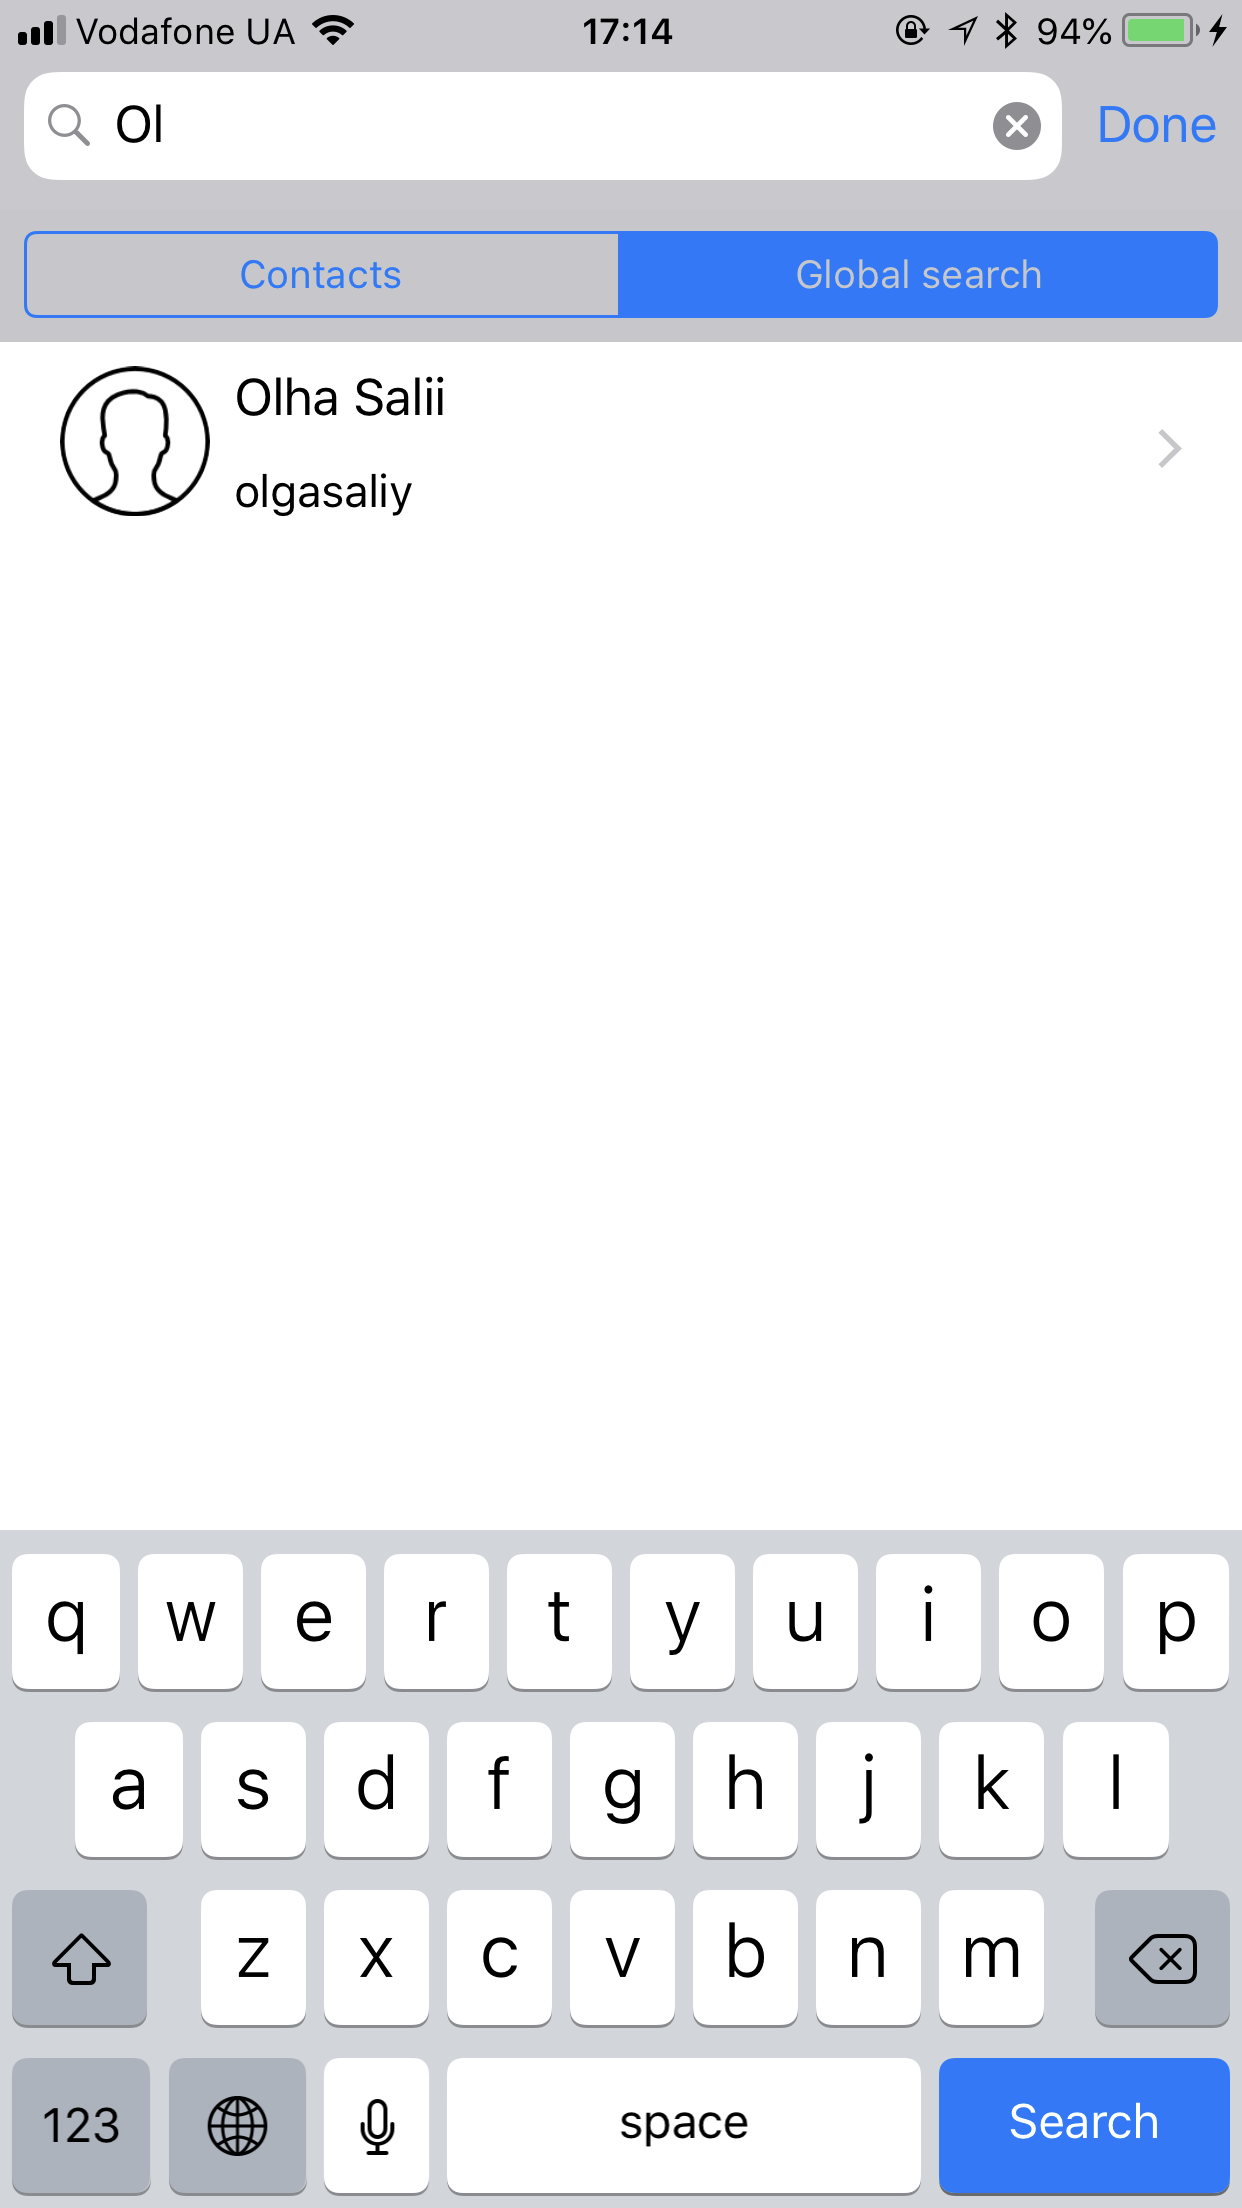 Vodafone UA 17:14 94%
Ol Done
Contacts Global search
Olha Salii
olgasaliy
q w e r t y u i o p
a s d f g h j k l
z x c v b n m
123 space Search